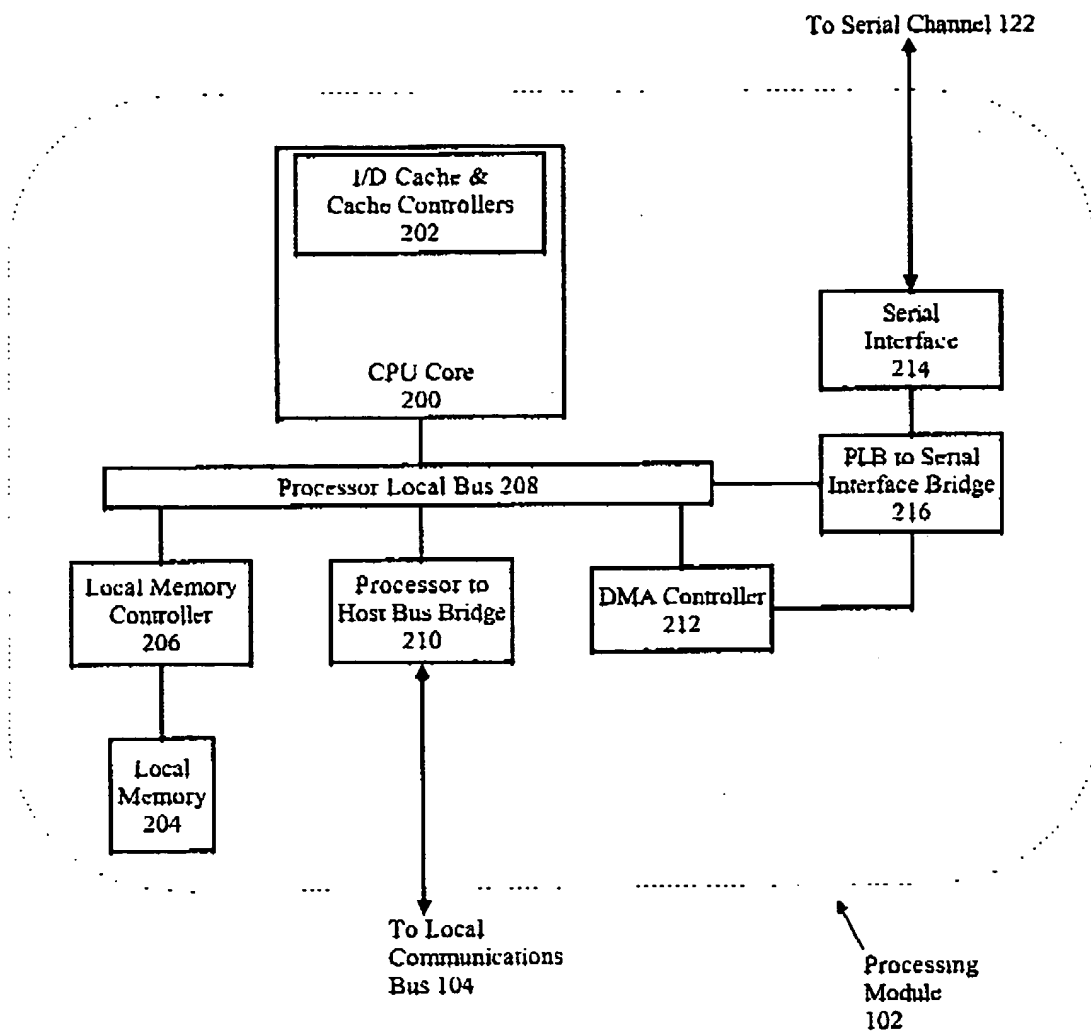 To Serial Channel 122
I/D Cache &
Cache Controllers
202
CPU Core
200
Serial
Interface
214
PLB to Serial
Interface Bridge
216
Processor Local Bus 208
Local Memory
Controller
206
Processor to
Host Bus Bridge
210
DMA Controller
212
Local
Memory
204
To Local
Communications
Bus 104
Processing
Module
102